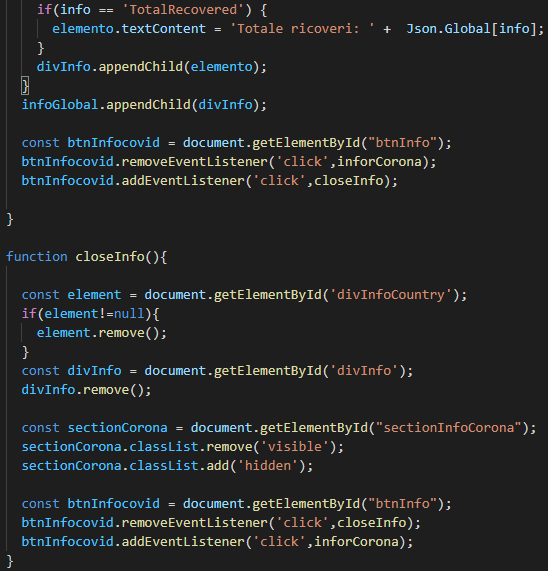 if(info == 'TotalRecovered') {
elemento.textContent = 'Totale ricoveri: ' +  Json.Global[info];
}
divInfo.appendChild(elemento);
}
infoGlobal.appendChild(divInfo);
const btnInfocovid = document.getElementById("btnInfo");
btnInfocovid.removeEventListener('click',inforCorona);
btnInfocovid.addEventListener('click',closeInfo);
}
function closeInfo(){
const element = document.getElementById('divInfoCountry');
if(element!=null){
element.remove();
}
const divInfo = document.getElementById('divInfo');
divInfo.remove();
const sectionCorona = document.getElementById("sectionInfoCorona");
sectionCorona.classList.remove('visible');
sectionCorona.classList.add('hidden');
const btnInfocovid = document.getElementById("btnInfo");
btnInfocovid.removeEventListener('click',closeInfo);
btnInfocovid.addEventListener('click',inforCorona);
}